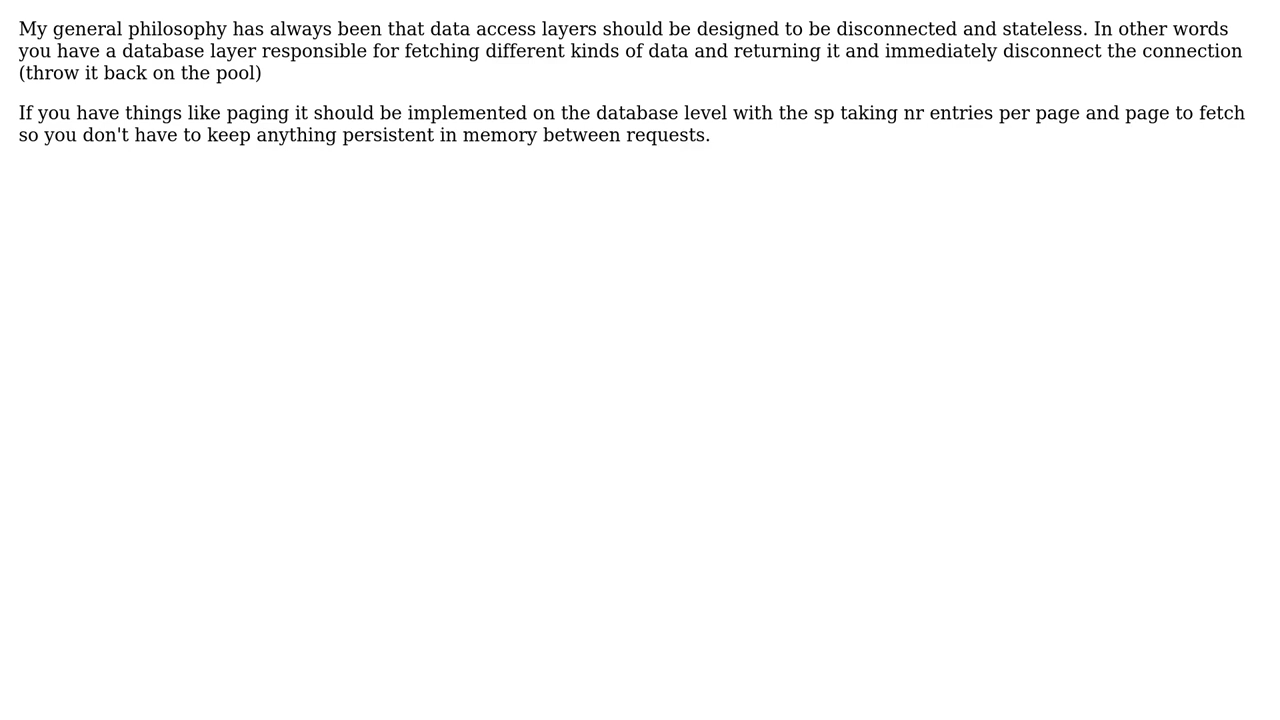 My general philosophy has always been that data access layers should be designed to be disconnected and stateless. In other words
you have a database layer responsible for fetching different kinds of data and returning it and immediately disconnect the connection
(throw it back on the pool)
If you have things like paging it should be implemented on the database level with the sp taking nr entries per page and page to fetch
so you don't have to keep anything persistent in memory between requests.